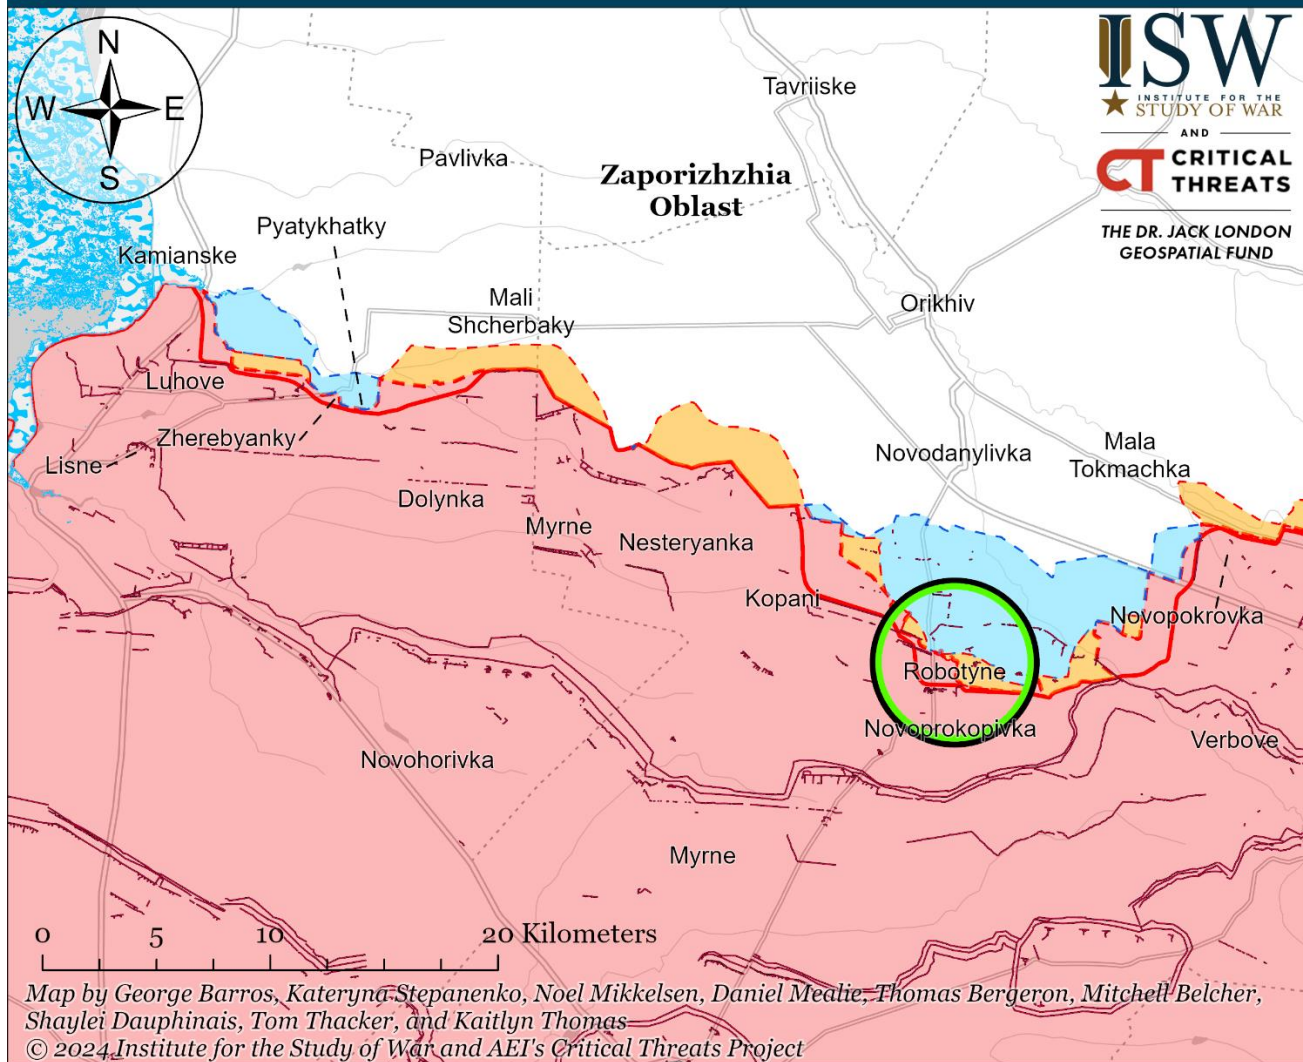 N
W
E
S
ISW
INSTITUTE FOR THE
STUDY OF WAR
AND
CT CRITICAL
THREATS
THE DR. JACK LONDON
GEOSPATIAL FUND
Tavriiske
Pavlivka
Zaporizhzhia
Oblast
Pyatykhatky
Kamianske
Mali
Shcherbaky
Orikhiv
Luhove
Zherebyanky
Lisne
Novodanylivka
Mala
Tokmachka
Dolynka
Myrne
Nesteryanka
Kopani
Novopokrovka
Robotyne
Novoprokopivka
Verbove
Novohorivka
Myrne
0 5 10 20 Kilometers
Map by George Barros, Kateryna Stepanenko, Noel Mikkelsen, Daniel Mealie, Thomas Bergeron, Mitchell Belcher,
Shaylei Dauphinais, Tom Thacker, and Kaitlyn Thomas
© 2024 Institute for the Study of War and AEI's Critical Threats Project